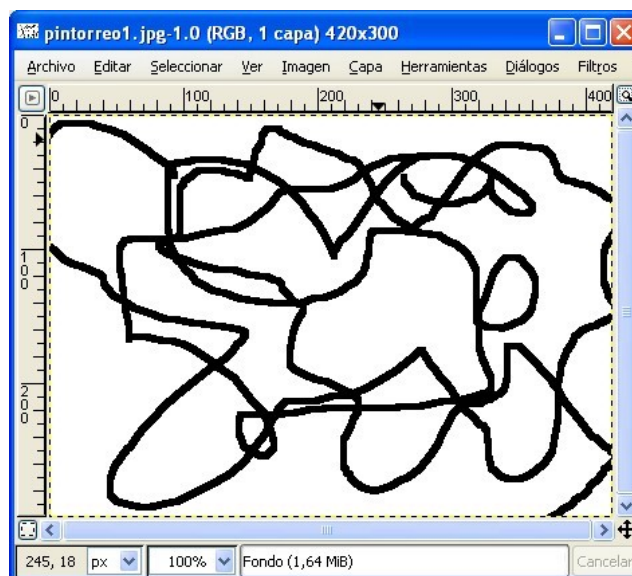 pintorreo1.jpg-1.0 (RGB, 1 capa) 420x300
Archivo Editar Seleccionar Ver Imagen Capa Herramientas Diálogos Filtros
0 100 200 300 400
0
100
200
245, 18 px 100% Fondo (1,64 MiB) Cancelar